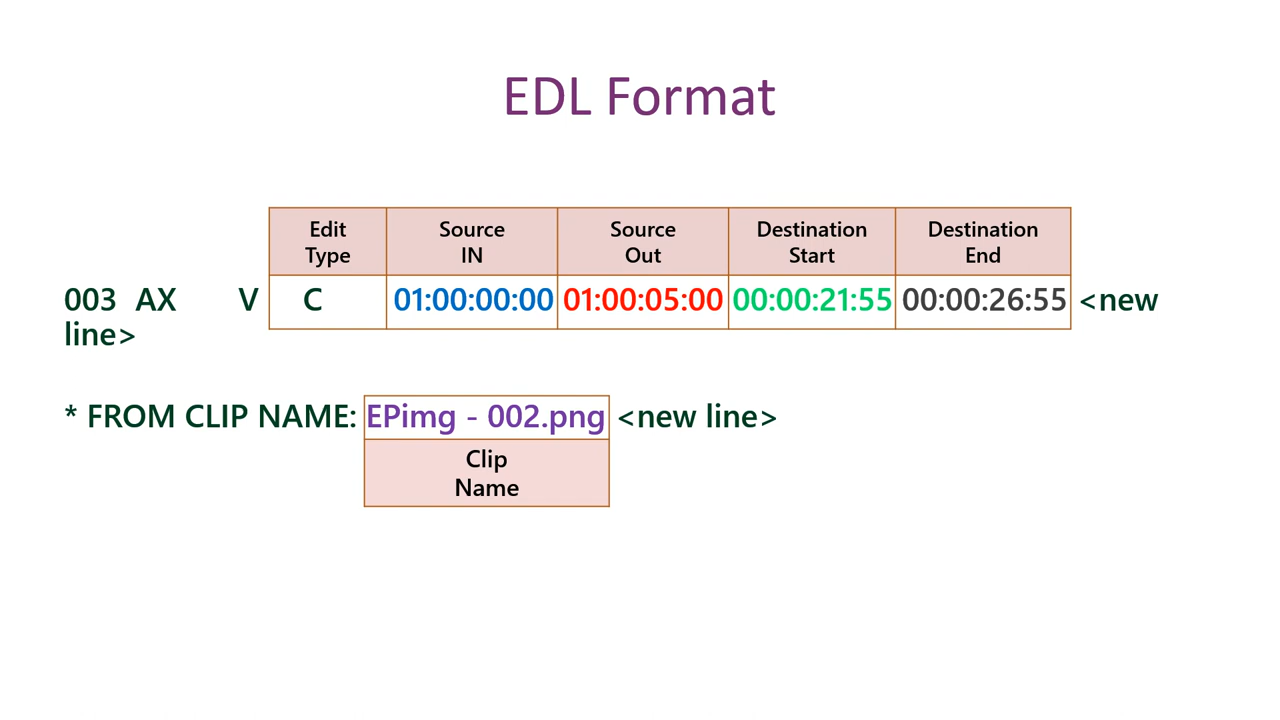 EDL Format
Edit Source Source Destination Destination
Type IN Out Start End
003 AX V C 01:00:00:00 01:00:05:00 00:00:21:55 00:00:26:55 <new
line>
* FROM CLIP NAME: EPimg - 002.png <new line>
Clip
Name